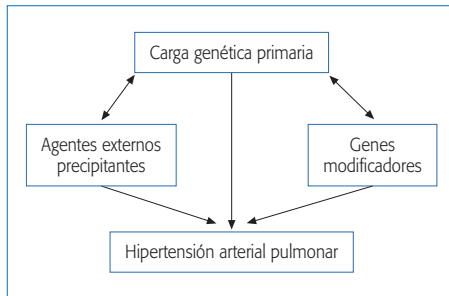 Carga genética primaria
Agentes externos
precipitantes
Genes
modificadores
Hipertensión arterial pulmonar